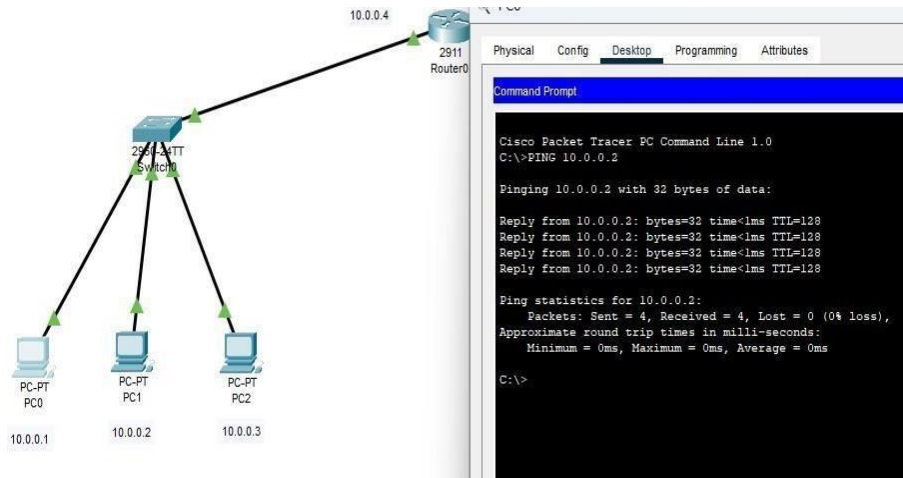 10.0.0.4
2911
Router0
2960-24TT
Switch0
PC-PT
PC0
PC-PT
PC1
PC-PT
PC2
10.0.0.1
10.0.0.2
10.0.0.3
PC0
Physical Config Desktop Programming Attributes
Command Prompt
Cisco Packet Tracer PC Command Line 1.0
C:\>PING 10.0.0.2
Pinging 10.0.0.2 with 32 bytes of data:
Reply from 10.0.0.2: bytes=32 time<1ms TTL=128
Reply from 10.0.0.2: bytes=32 time<1ms TTL=128
Reply from 10.0.0.2: bytes=32 time<1ms TTL=128
Reply from 10.0.0.2: bytes=32 time<1ms TTL=128
Ping statistics for 10.0.0.2:
Packets: Sent = 4, Received = 4, Lost = 0 (0% loss),
Approximate round trip times in milli-seconds:
Minimum = 0ms, Maximum = 0ms, Average = 0ms
C:\>